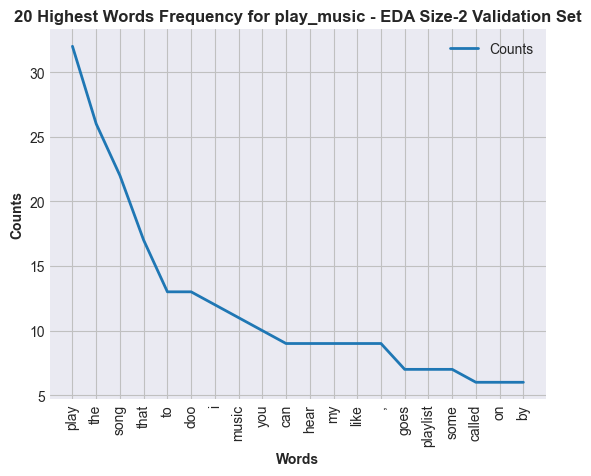 20 Highest Words Frequency for play_music - EDA Size-2 Validation Set
Counts
Counts
30
25
20
15
10
5
play
the
song
that
to
doo
i
music
you
can
hear
my
like
,
goes
playlist
some
called
on
by
Words